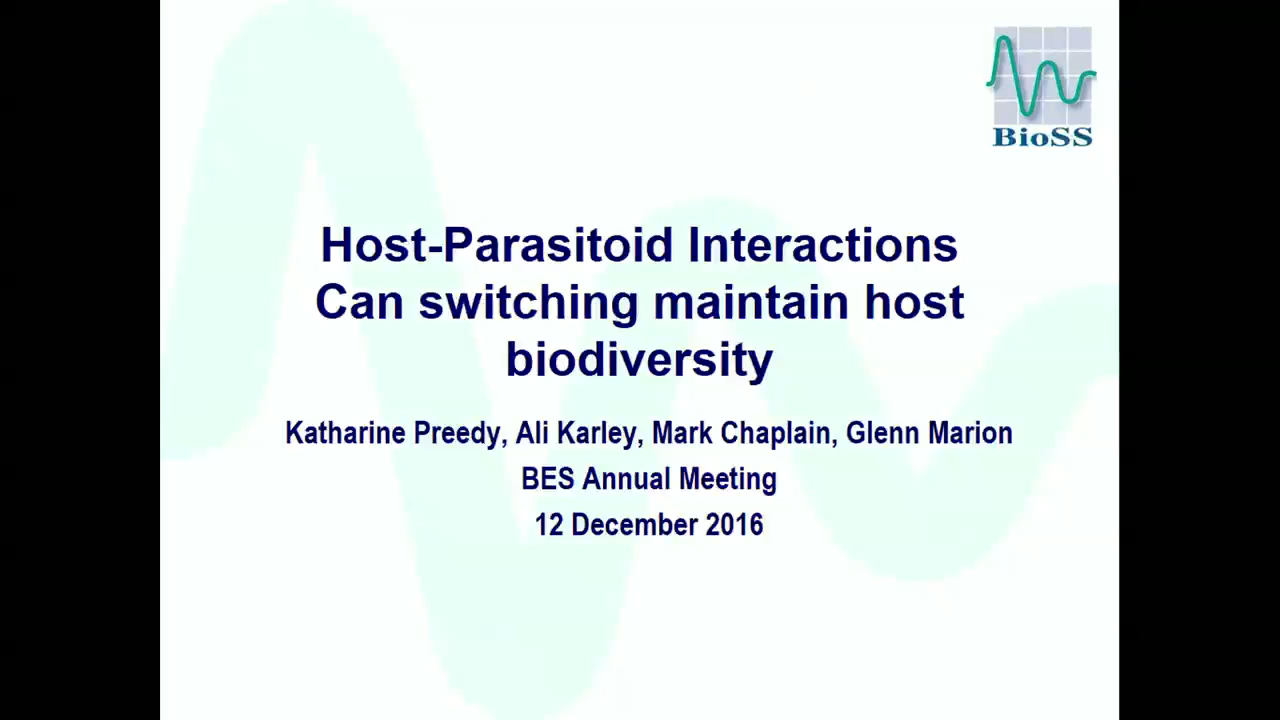 BioSS
Host-Parasitoid Interactions
Can switching maintain host
biodiversity
Katharine Preedy, Ali Karley, Mark Chaplain, Glenn Marion
BES Annual Meeting
12 December 2016